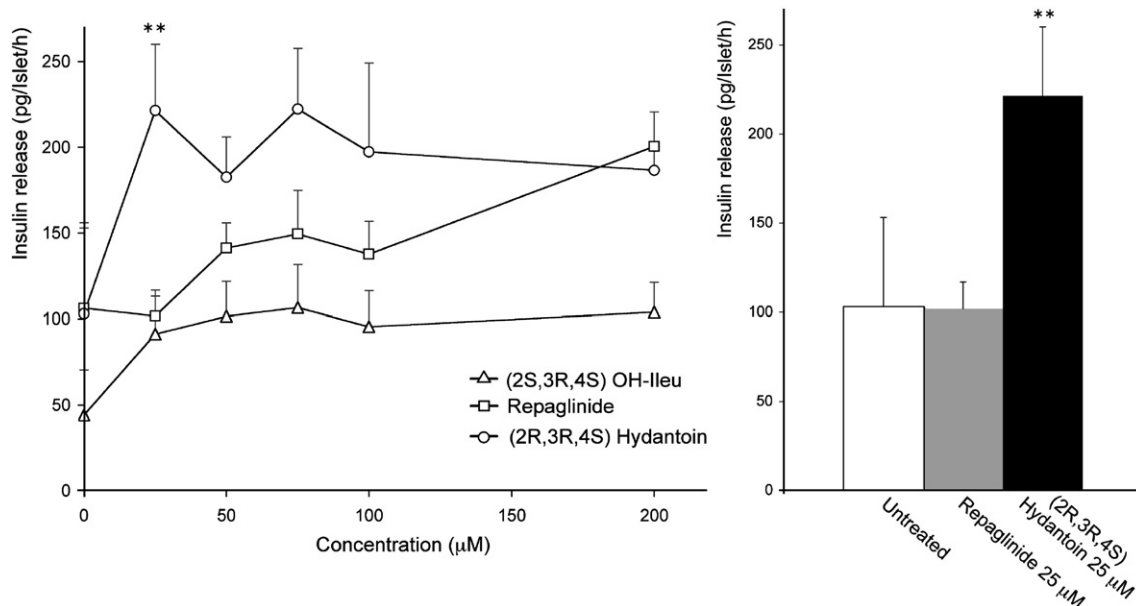 **
Insulin release (pg/Islet/h)
250
200
150
100
50
0
(2S,3R,4S) OH-Ileu
Repaglinide
(2R,3R,4S) Hydantoin
0
50
100
150
200
Concentration (μM)
**
Insulin release (pg/Islet/h)
250
200
150
100
50
0
Untreated
Repaglinide 25 μM
(2R,3R,4S)
Hydantoin 25 μM